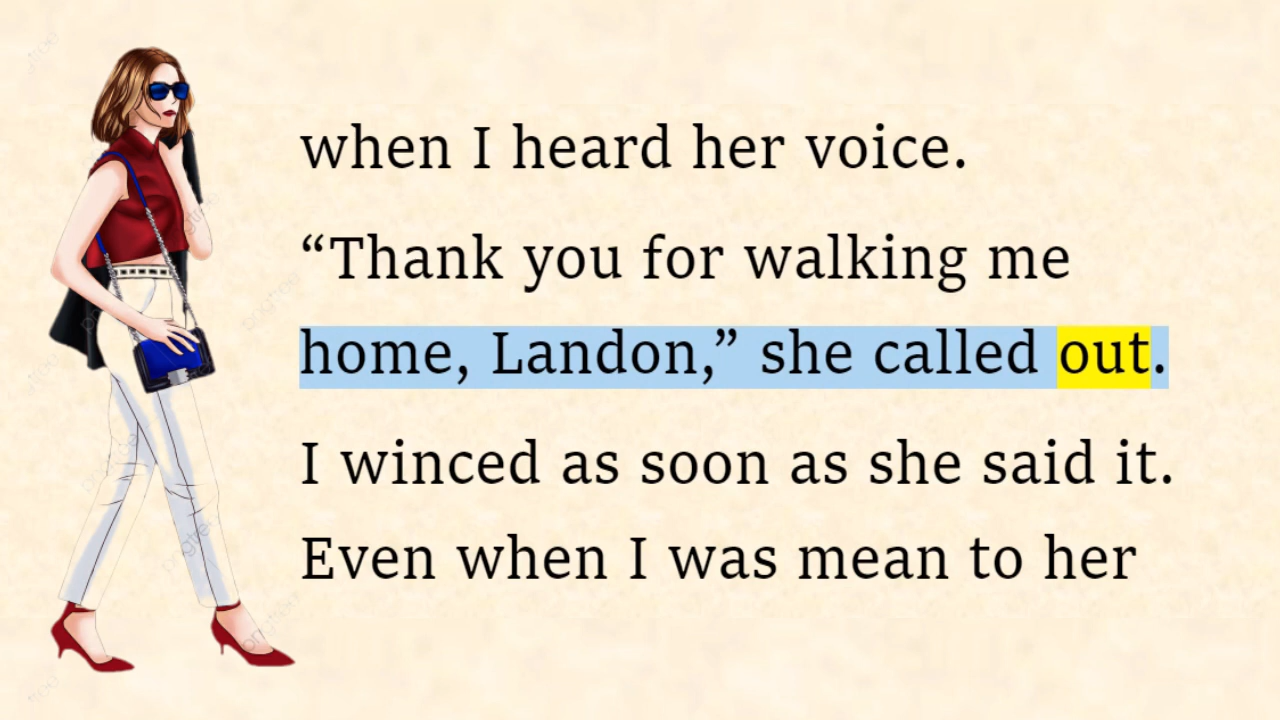 when I heard her voice.
“Thank you for walking me
home, Landon,” she called out.
I winced as soon as she said it.
Even when I was mean to her